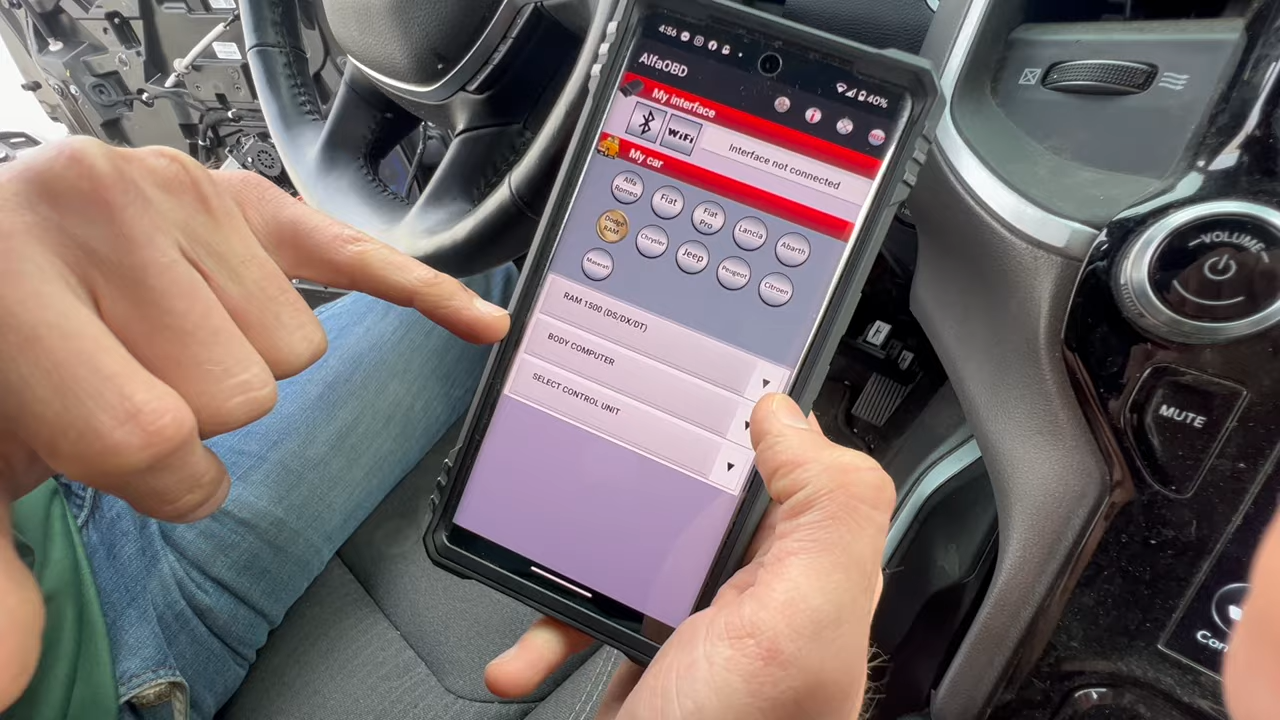 4:56
40%
AlfaOBD
My interface
WiFi
Interface not connected
My car
Alfa Romeo
Fiat
Fiat Pro
Lancia
Abarth
Dodge RAM
Chrysler
Jeep
Peugeot
Citroen
Maserati
RAM 1500 (DS/DX/DT)
BODY COMPUTER
SELECT CONTROL UNIT
VOLUME
MUTE